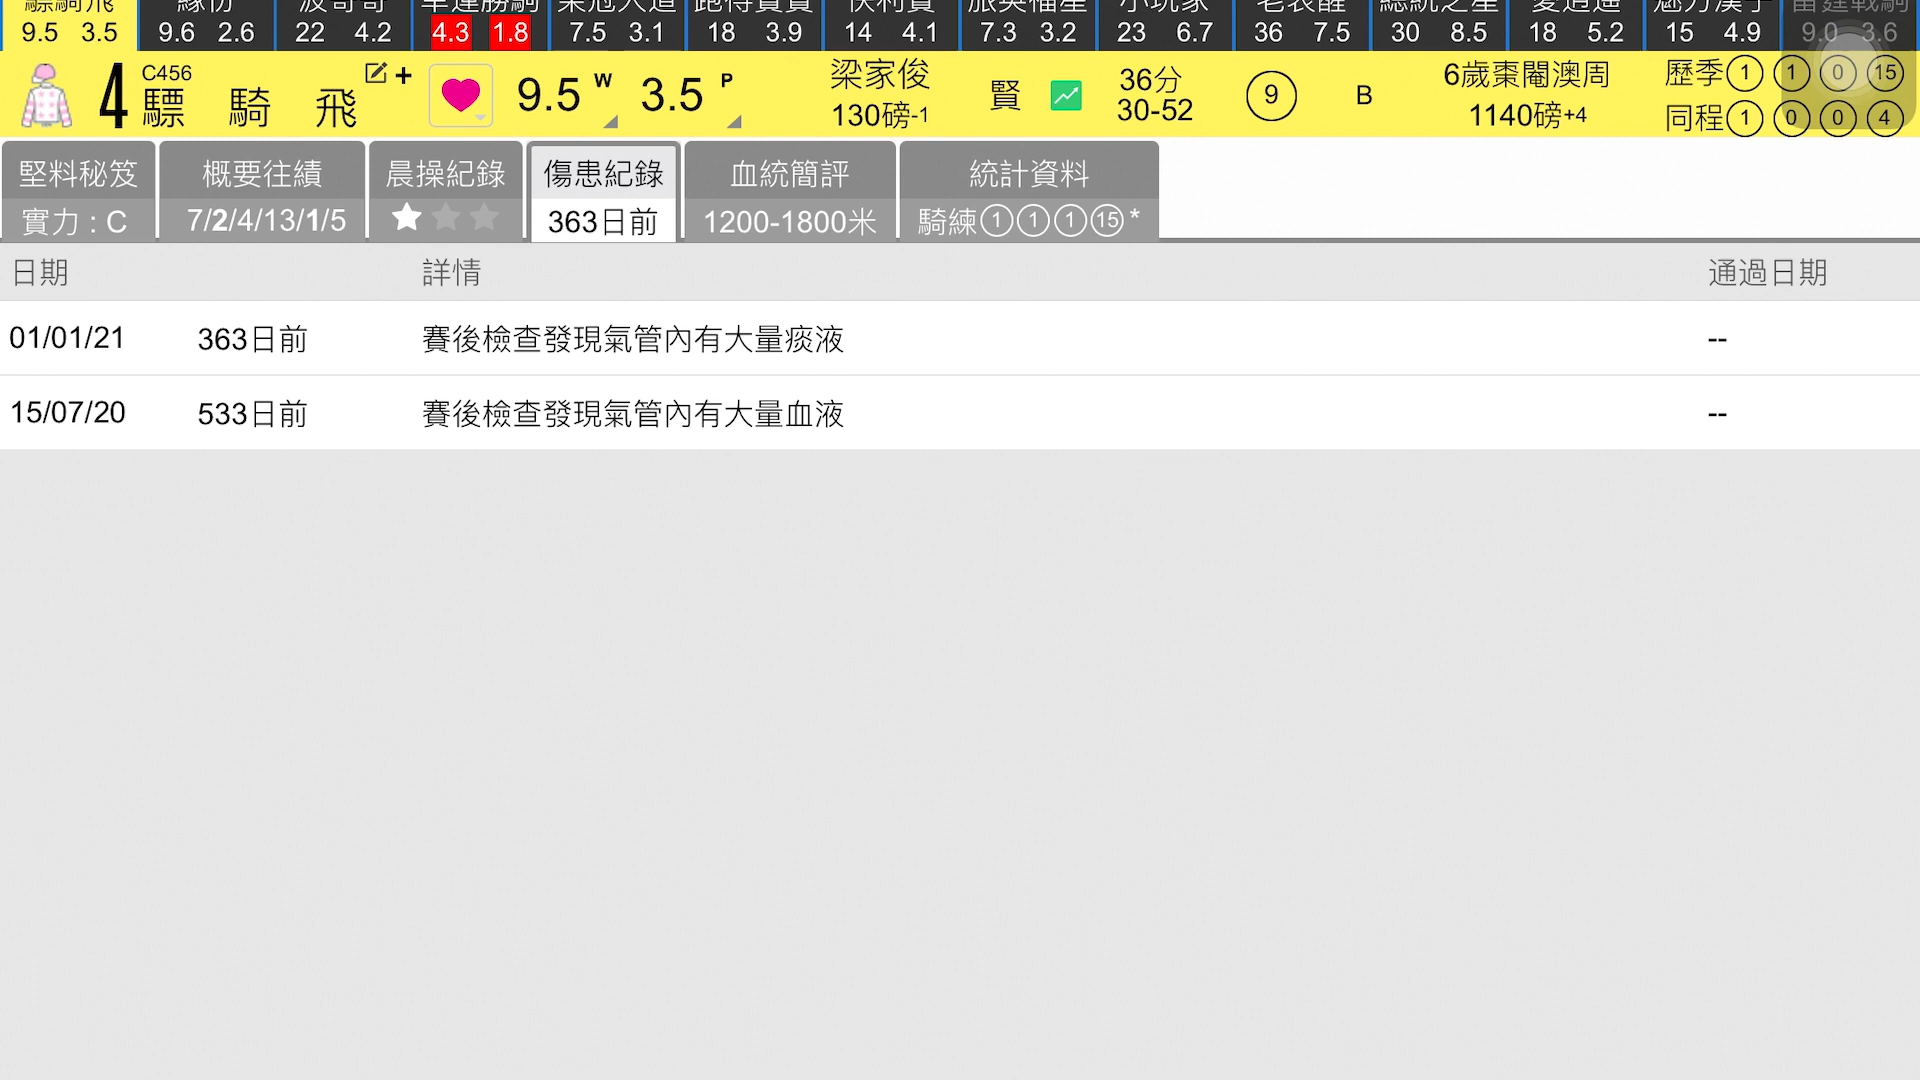 9.5 3.5 9.6 2.6 22 4.2 4.3 1.8 7.5 3.1 18 3.9 14 4.1 7.3 3.2 23 6.7 36 7.5 30 8.5 18 5.2 15 4.9 9.0 3.6
4 C456 驃騎飛 + 9.5 W 3.5 P 梁家俊 賢 36分 9 B 6歲棗閹澳周 歷季 1 1 0 15
130磅-1 30-52 1140磅+4 同程 1 0 0 4
堅料秘笈 概要往績 晨操紀錄 傷患紀錄 血統簡評 統計資料
實力 : C 7/2/4/13/1/5 363日前 1200-1800米 騎練 1 1 1 15 *
日期 詳情 通過日期
01/01/21 363日前 賽後檢查發現氣管內有大量痰液 --
15/07/20 533日前 賽後檢查發現氣管內有大量血液 --